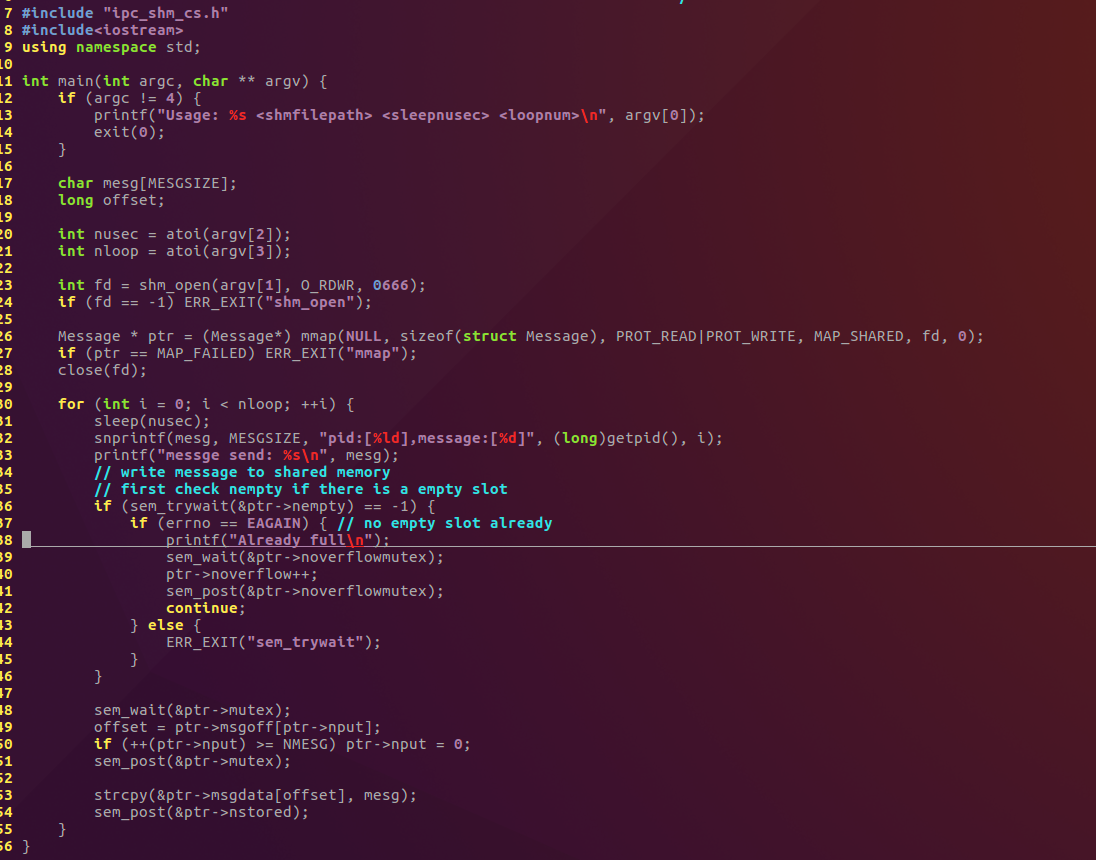 7 #include "ipc_shm_cs.h"
8 #include<iostream>
9 using namespace std;
10
11 int main(int argc, char ** argv) {
12     if (argc != 4) {
13         printf("Usage: %s <shmfilepath> <sleepnusec> <loopnum>\n", argv[0]);
14         exit(0);
15     }
16
17     char mesg[MESGSIZE];
18     long offset;
19
20     int nusec = atoi(argv[2]);
21     int nloop = atoi(argv[3]);
22
23     int fd = shm_open(argv[1], O_RDWR, 0666);
24     if (fd == -1) ERR_EXIT("shm_open");
25
26     Message * ptr = (Message*) mmap(NULL, sizeof(struct Message), PROT_READ|PROT_WRITE, MAP_SHARED, fd, 0);
27     if (ptr == MAP_FAILED) ERR_EXIT("mmap");
28     close(fd);
29
30     for (int i = 0; i < nloop; ++i) {
31         sleep(nusec);
32         snprintf(mesg, MESGSIZE, "pid:[%ld],message:[%d]", (long)getpid(), i);
33         printf("messge send: %s\n", mesg);
34         // write message to shared memory
35         // first check nempty if there is a empty slot
36         if (sem_trywait(&ptr->nempty) == -1) {
37             if (errno == EAGAIN) { // no empty slot already
38                 printf("Already full\n");
39                 sem_wait(&ptr->noverflowmutex);
40                 ptr->noverflow++;
41                 sem_post(&ptr->noverflowmutex);
42                 continue;
43             } else {
44                 ERR_EXIT("sem_trywait");
45             }
46         }
47
48         sem_wait(&ptr->mutex);
49         offset = ptr->msgoff[ptr->nput];
50         if (++(ptr->nput) >= NMESG) ptr->nput = 0;
51         sem_post(&ptr->mutex);
52
53         strcpy(&ptr->msgdata[offset], mesg);
54         sem_post(&ptr->nstored);
55     }
56 }